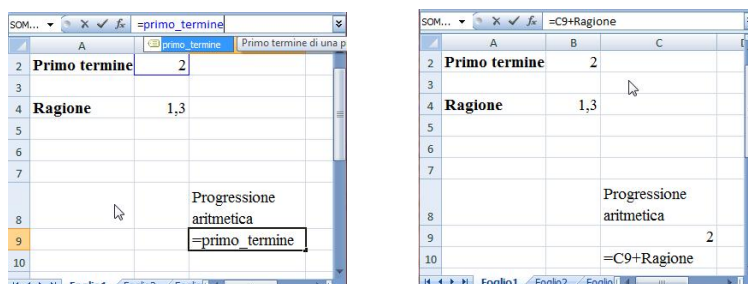 SOM... =primo_termine
primo_termine Primo termine di una p
A
2 Primo termine 2
3
4 Ragione 1,3
5
6
7
8 Progressione
aritmetica
9 =primo_termine
10
SOM... =C9+Ragione
A B C
2 Primo termine 2
3
4 Ragione 1,3
5
6
7
8 Progressione
aritmetica
9 2
10 =C9+Ragione
Foglio1 Foglio2 Foglio